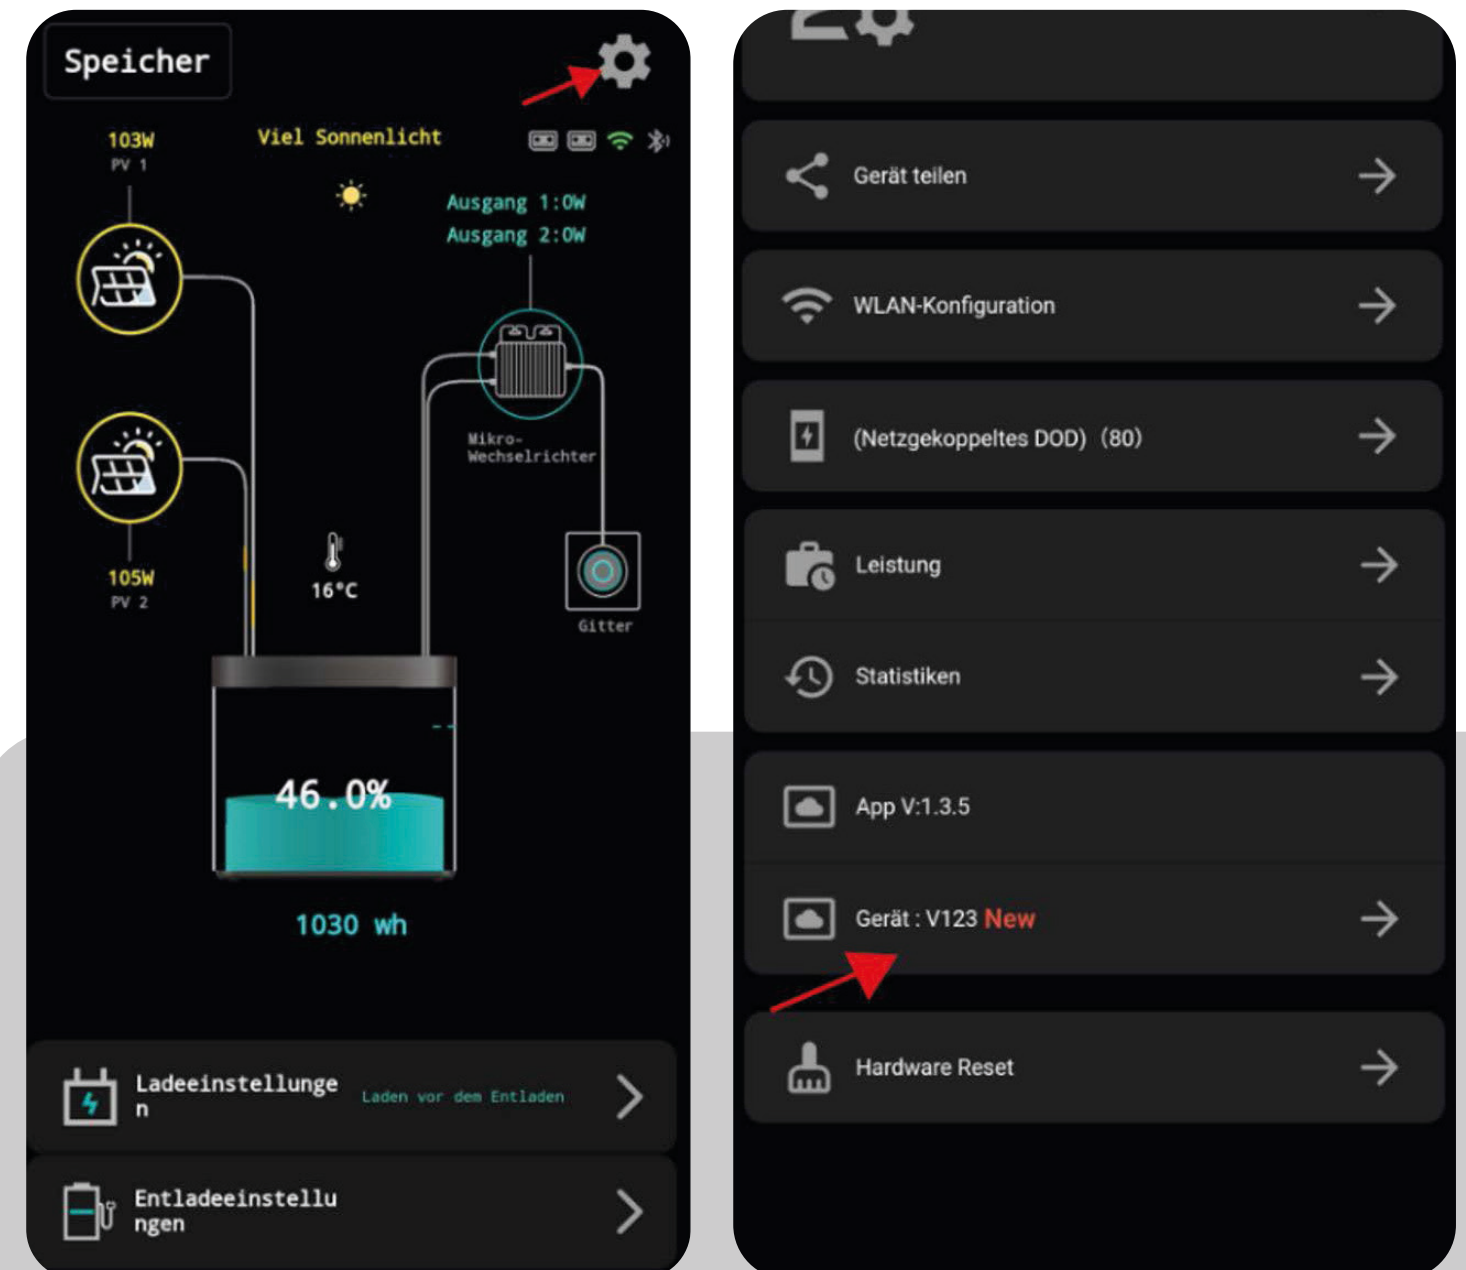 Speicher
103W
PV 1
Viel Sonnenlicht
Ausgang 1:0W
Ausgang 2:0W
Mikro-
Wechselrichter
105W
PV 2
16°C
Gitter
46.0%
1030 wh
Ladeeinstellunge
n
Laden vor dem Entladen
Entladeeinstellu
ngen
Gerät teilen
WLAN-Konfiguration
(Netzgekoppeltes DOD) (80)
Leistung
Statistiken
App V:1.3.5
Gerät : V123 New
Hardware Reset